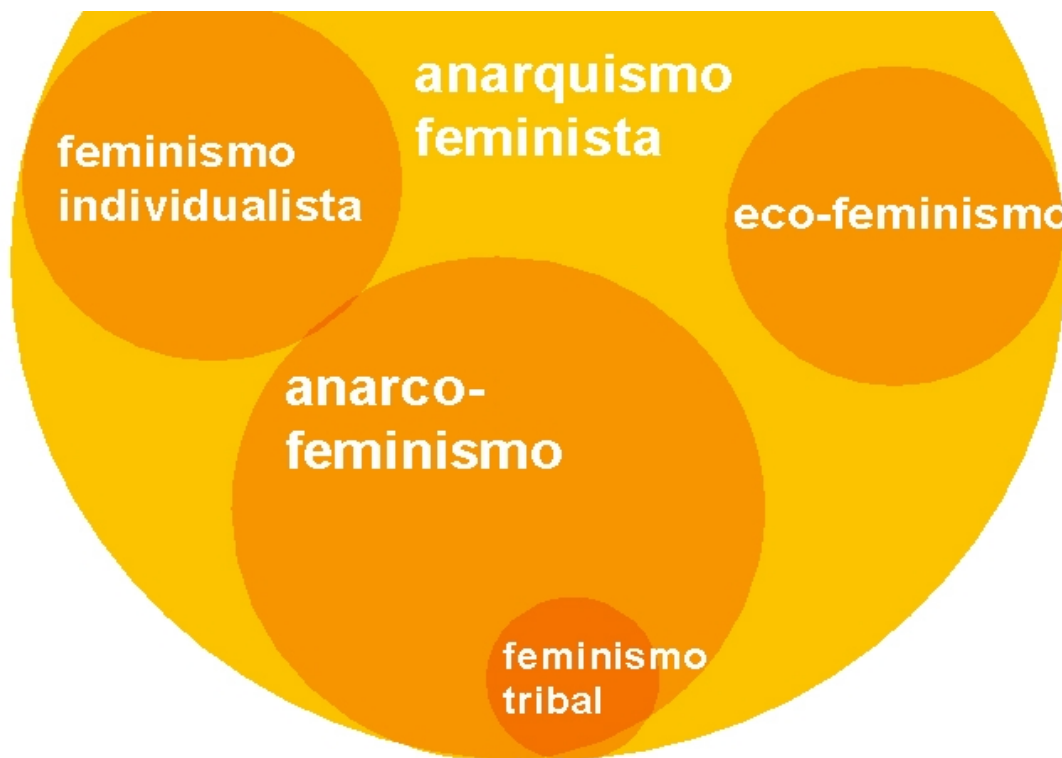 anarquismo
feminista
feminismo
individualista
eco-feminismo
anarco-
feminismo
feminismo
tribal